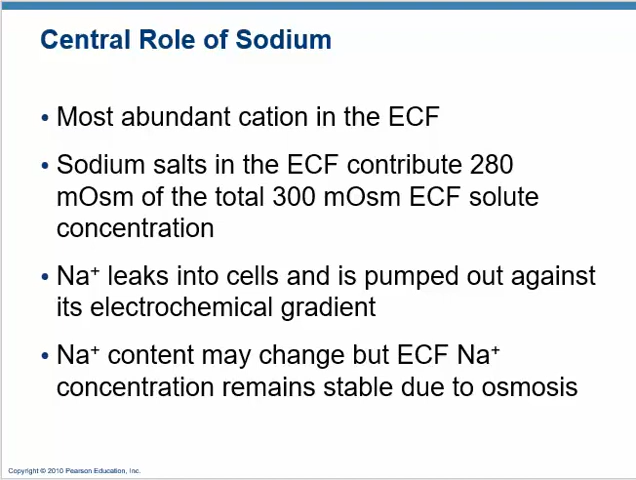 Central Role of Sodium
• Most abundant cation in the ECF
• Sodium salts in the ECF contribute 280
mOsm of the total 300 mOsm ECF solute
concentration
• Na⁺ leaks into cells and is pumped out against
its electrochemical gradient
• Na⁺ content may change but ECF Na⁺
concentration remains stable due to osmosis
Copyright © 2010 Pearson Education, Inc.